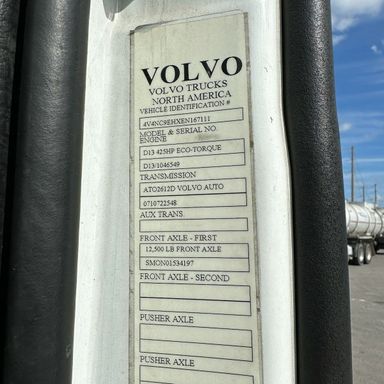 VOLVO
VOLVO TRUCKS
NORTH AMERICA
VEHICLE IDENTIFICATION #
4V4NC9EHXEN167111
MODEL & SERIAL NO.
ENGINE
D13 425HP ECO-TORQUE
D13/1046549
TRANSMISSION
ATO2612D VOLVO AUTO
0710722548
AUX TRANS.
FRONT AXLE - FIRST
12,500 LB FRONT AXLE
SMON01534197
FRONT AXLE - SECOND
PUSHER AXLE
PUSHER AXLE